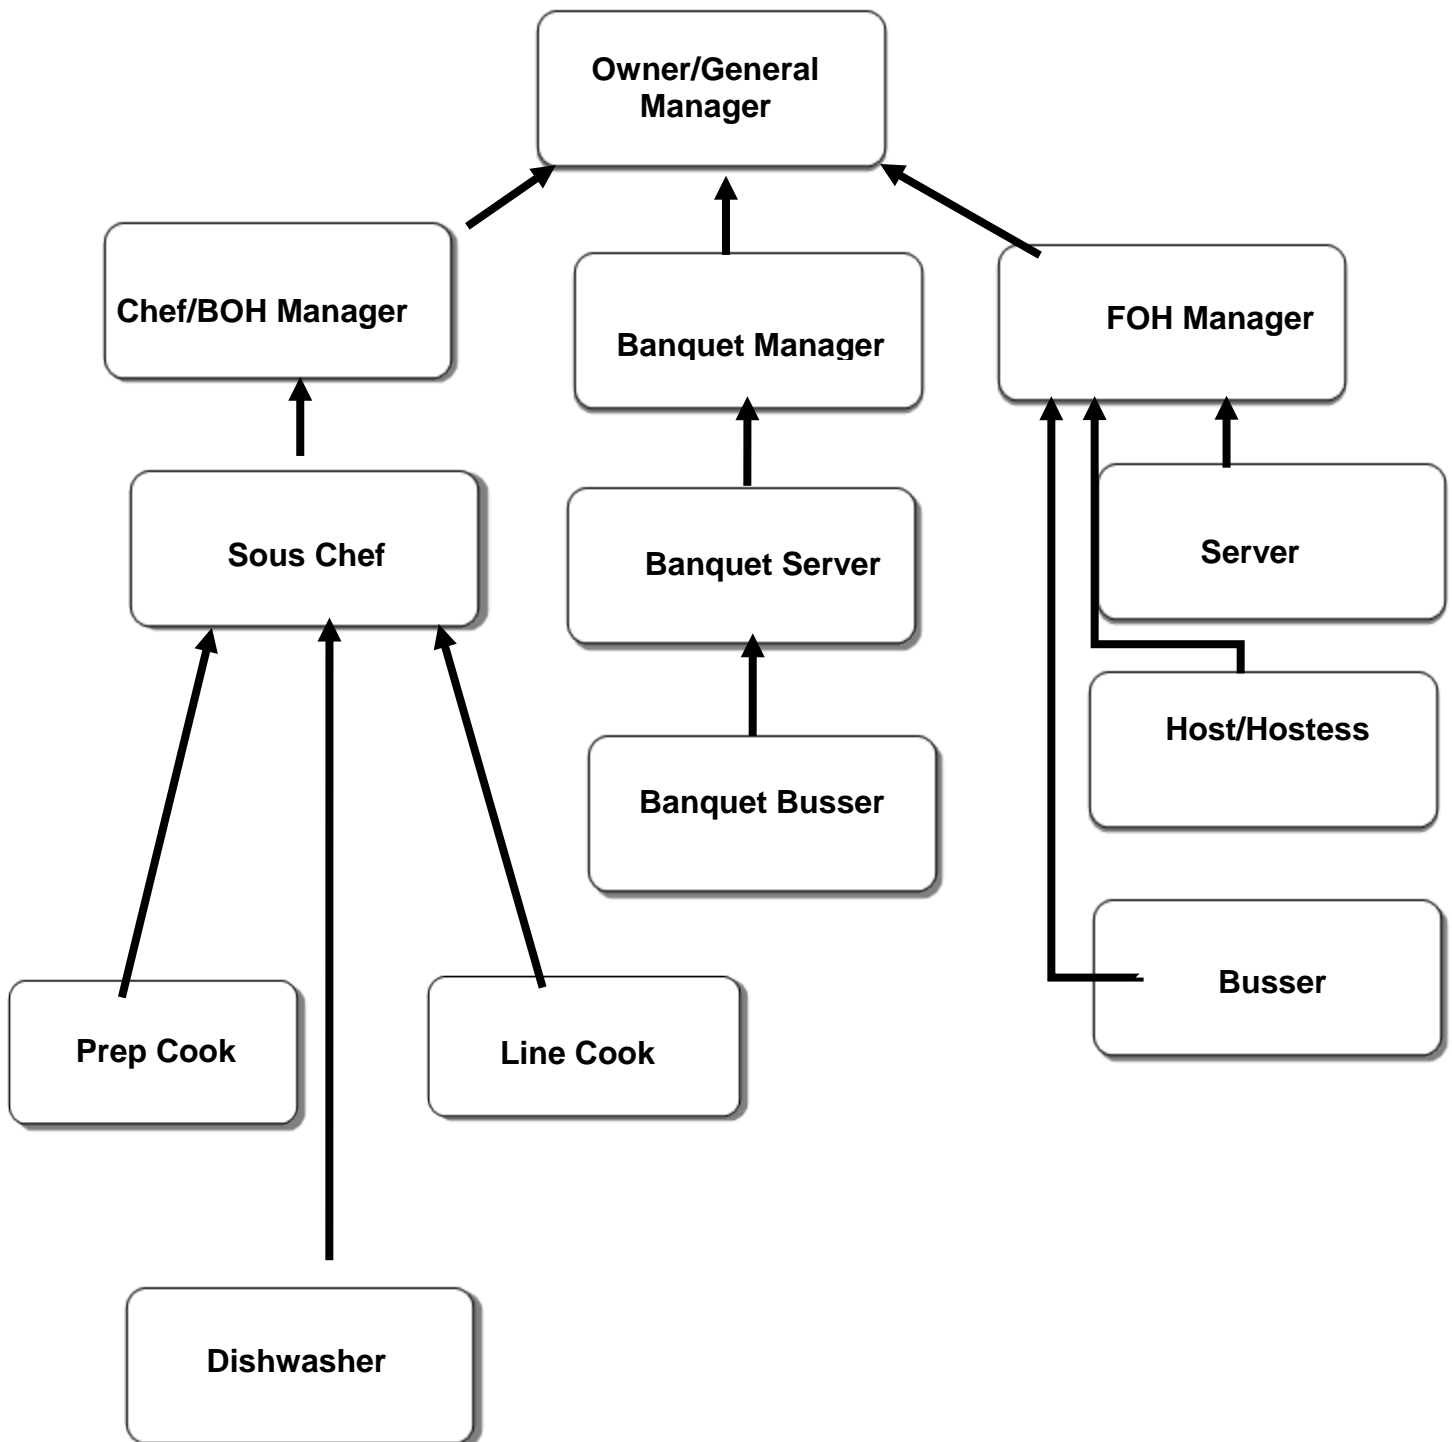 Owner/General
Manager
Chef/BOH Manager
Banquet Manager
FOH Manager
Sous Chef
Banquet Server
Server
Host/Hostess
Banquet Busser
Busser
Prep Cook
Line Cook
Dishwasher